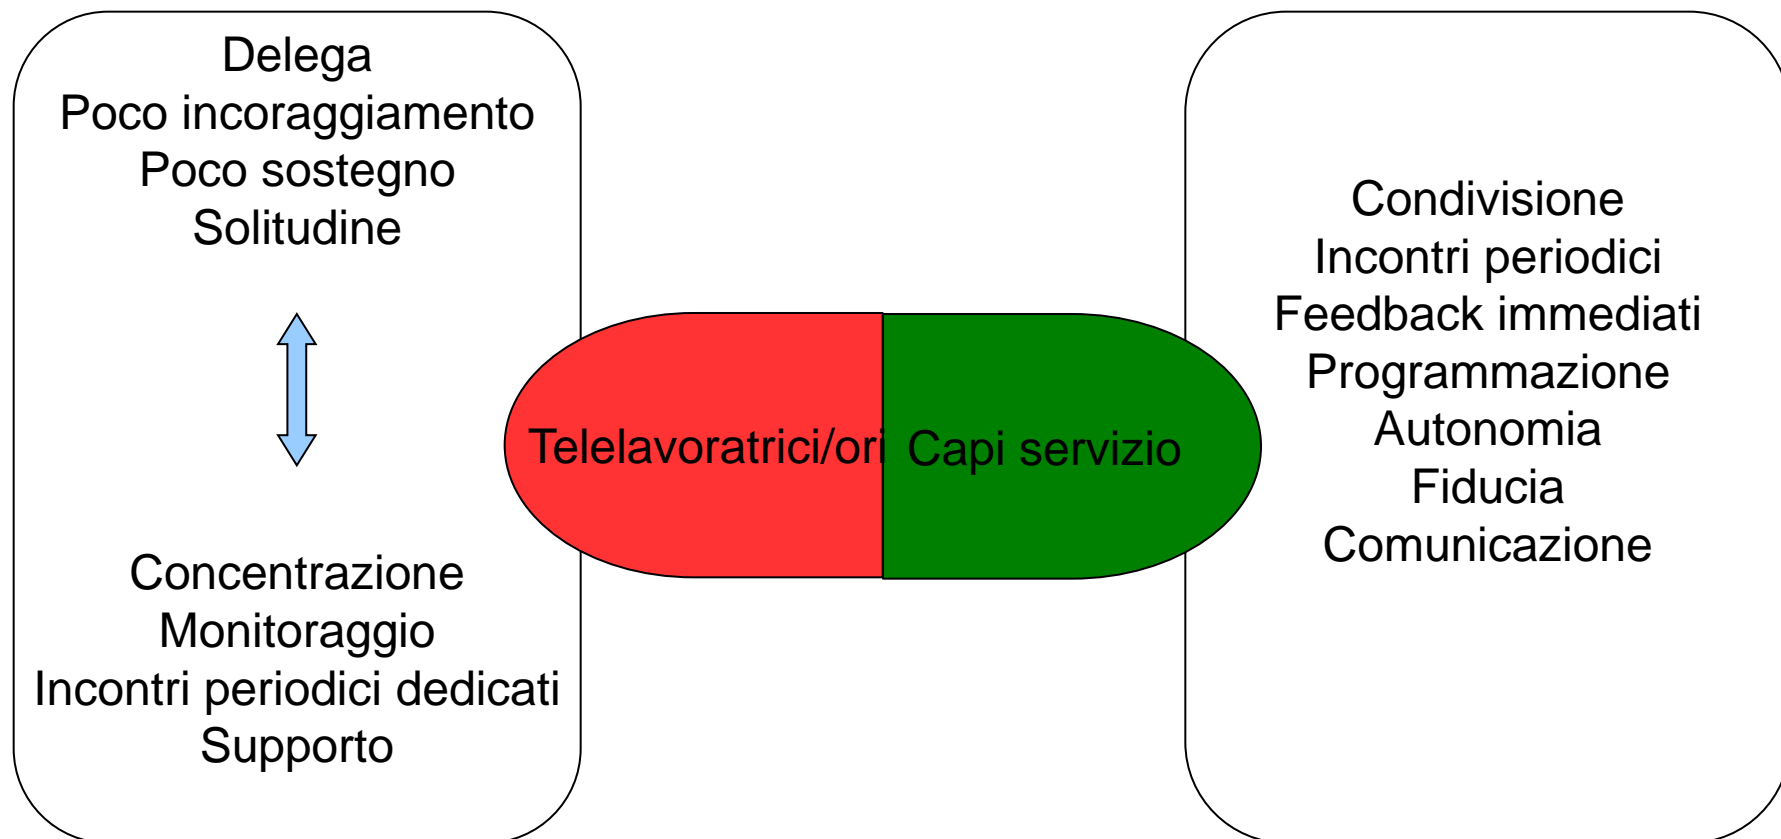 Delega
Poco incoraggiamento
Poco sostegno
Solitudine
Concentrazione
Monitoraggio
Incontri periodici dedicati
Supporto
Telelavoratrici/ori
Capi servizio
Condivisione
Incontri periodici
Feedback immediati
Programmazione
Autonomia
Fiducia
Comunicazione